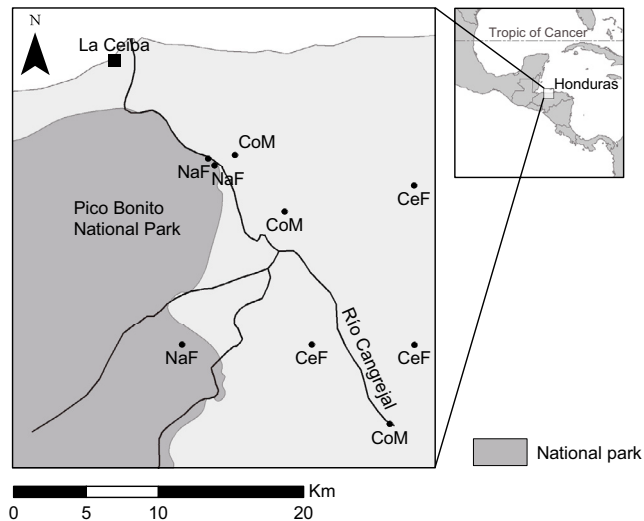 N
La Ceiba
Tropic of Cancer
Honduras
CoM
NaF
NaF
CeF
Pico Bonito
National Park
CoM
Río Cangrejal
NaF
CeF
CeF
CoM
National park
Km
0 5 10 20